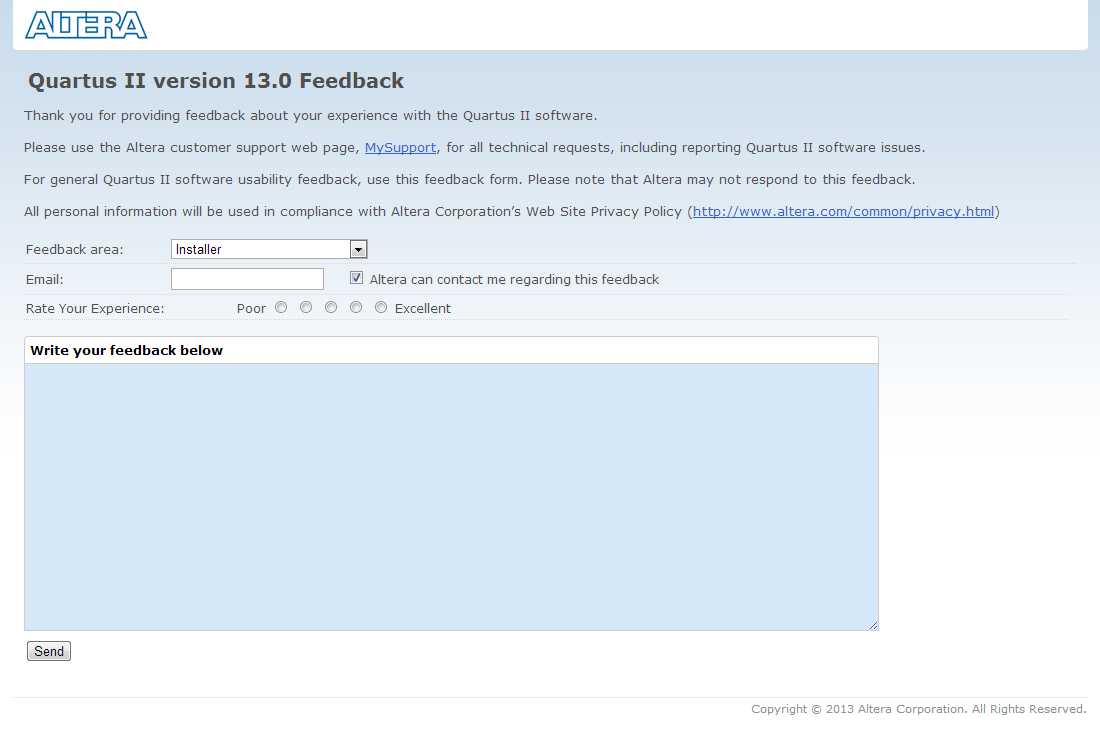 ALTERA
Quartus II version 13.0 Feedback
Thank you for providing feedback about your experience with the Quartus II software.
Please use the Altera customer support web page, MySupport, for all technical requests, including reporting Quartus II software issues.
For general Quartus II software usability feedback, use this feedback form. Please note that Altera may not respond to this feedback.
All personal information will be used in compliance with Altera Corporation’s Web Site Privacy Policy (http://www.altera.com/common/privacy.html)
Feedback area: Installer
Email: Altera can contact me regarding this feedback
Rate Your Experience: Poor Excellent
Write your feedback below
Send
Copyright © 2013 Altera Corporation. All Rights Reserved.